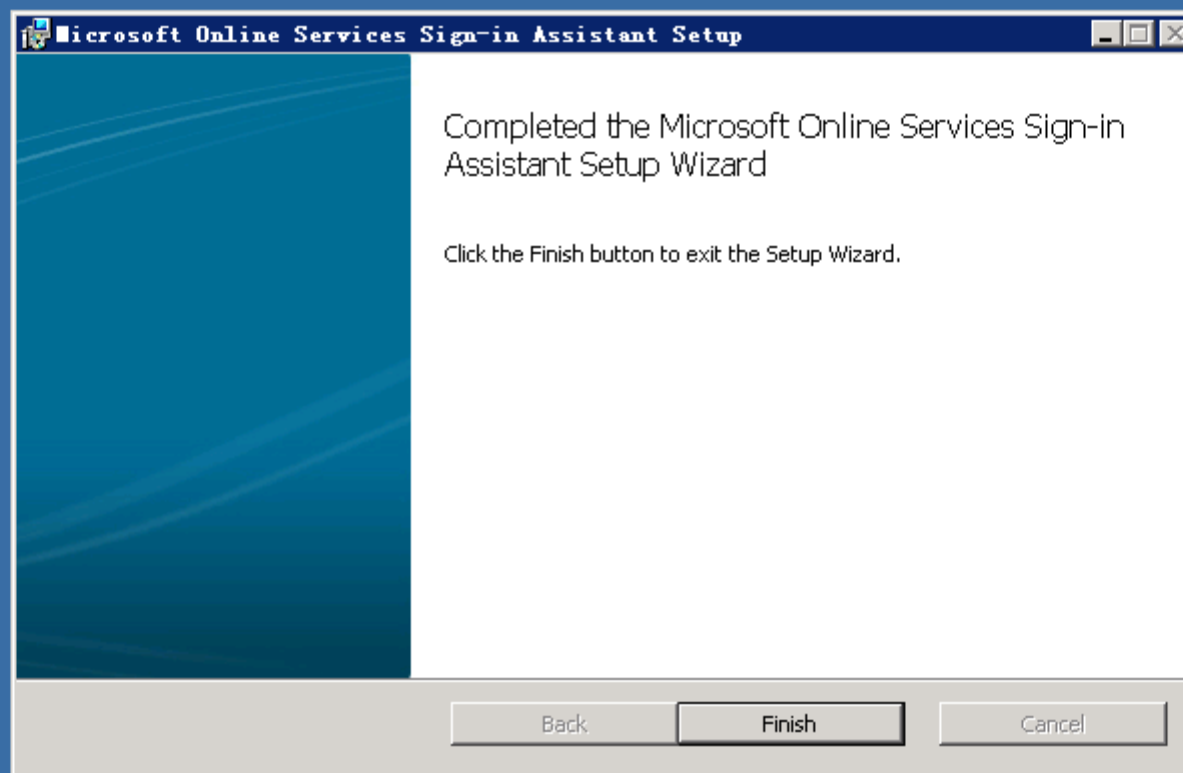 Microsoft Online Services Sign-in Assistant Setup
Completed the Microsoft Online Services Sign-in
Assistant Setup Wizard
Click the Finish button to exit the Setup Wizard.
Back
Finish
Cancel